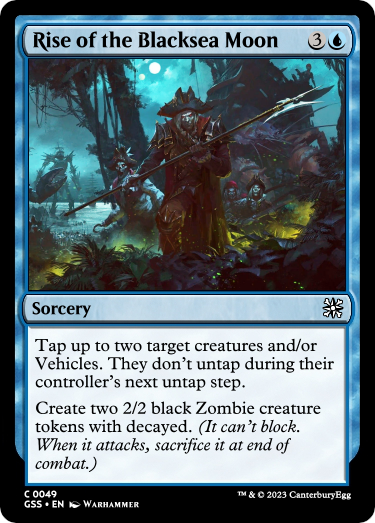 Rise of the Blacksea Moon 3
Sorcery
Tap up to two target creatures and/or
Vehicles. They don't untap during their
controller's next untap step.
Create two 2/2 black Zombie creature
tokens with decayed. (It can't block.
When it attacks, sacrifice it at end of
combat.)
C 0049
GSS • EN WARHAMMER
™ & © 2023 CanterburyEgg